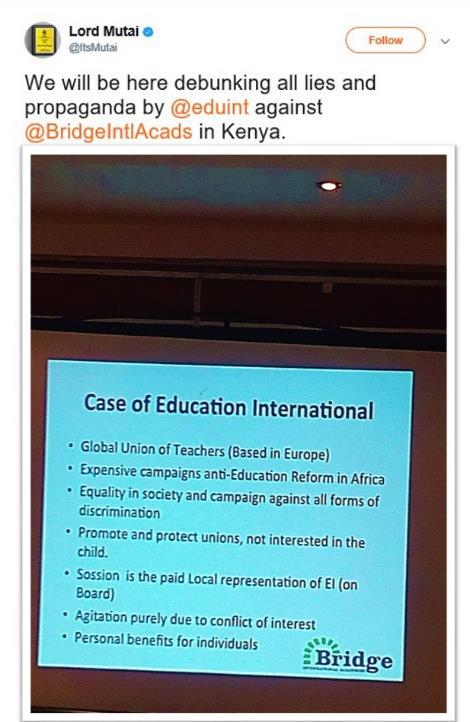 Lord Mutai
@ItsMutai
Follow
We will be here debunking all lies and
propaganda by @eduint against
@BridgeIntlAcads in Kenya.
Case of Education International
• Global Union of Teachers (Based in Europe)
• Expensive campaigns anti-Education Reform in Africa
• Equality in society and campaign against all forms of
discrimination
• Promote and protect unions, not interested in the
child.
• Sossion is the paid Local representation of EI (on
Board)
• Agitation purely due to conflict of interest
• Personal benefits for individuals
Bridge
INTERNATIONAL ACADEMIES